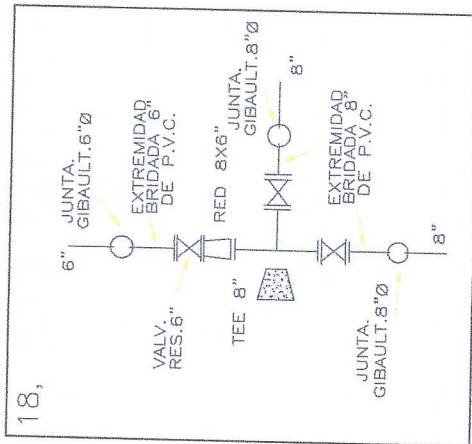 18,
6"
JUNTA.
GIBAULT.6"Ø
EXTREMIDAD
BRIDADA 6"
DE P.V.C.
VALV.
RES.6"
RED 8X6"
TEE 8"
JUNTA.
GIBAULT.8"Ø
8"
EXTREMIDAD
BRIDADA 8"
DE P.V.C.
JUNTA.
GIBAULT.8"Ø
8"